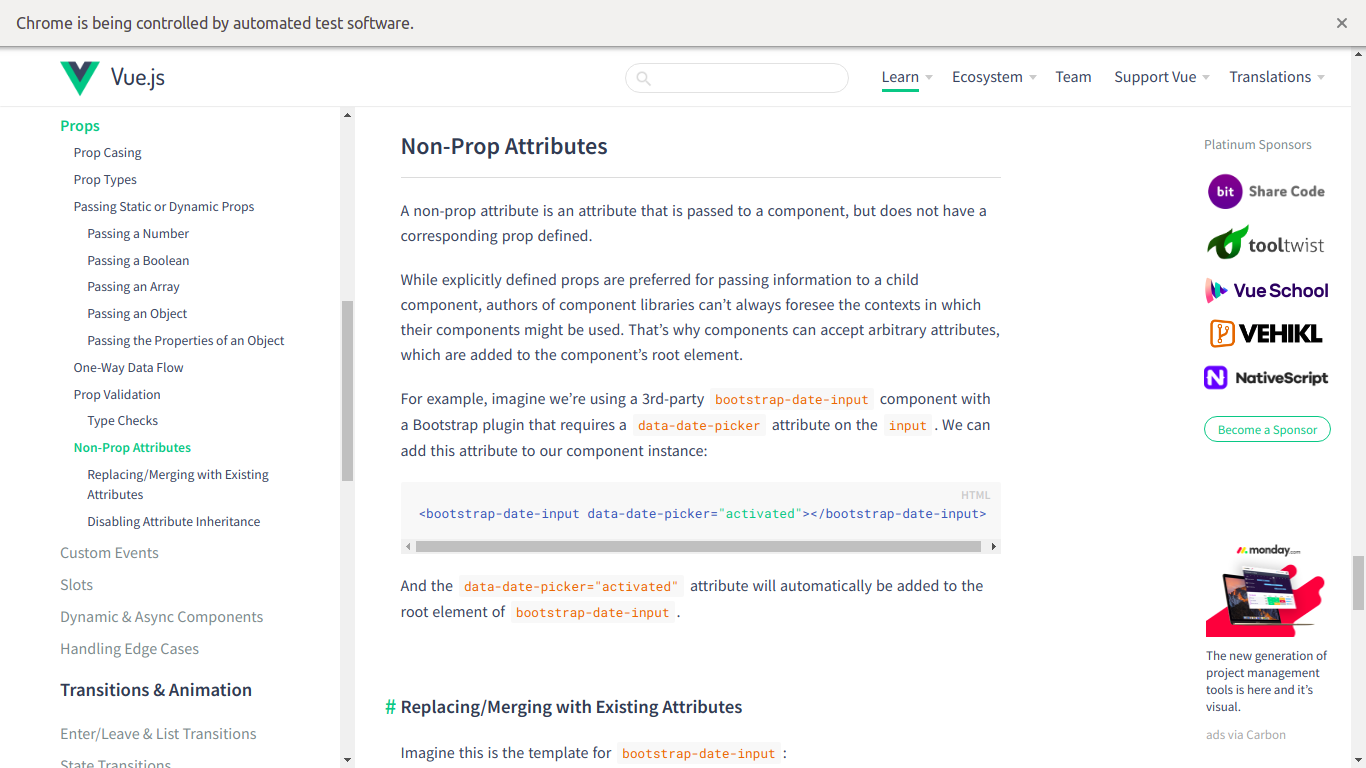 Chrome is being controlled by automated test software.
Vue.js
Learn
Ecosystem
Team
Support Vue
Translations
Props
Prop Casing
Prop Types
Passing Static or Dynamic Props
Passing a Number
Passing a Boolean
Passing an Array
Passing an Object
Passing the Properties of an Object
One-Way Data Flow
Prop Validation
Type Checks
Non-Prop Attributes
Replacing/Merging with Existing
Attributes
Disabling Attribute Inheritance
Custom Events
Slots
Dynamic & Async Components
Handling Edge Cases
Transitions & Animation
Enter/Leave & List Transitions
State Transitions
Non-Prop Attributes
A non-prop attribute is an attribute that is passed to a component, but does not have a
corresponding prop defined.
While explicitly defined props are preferred for passing information to a child
component, authors of component libraries can’t always foresee the contexts in which
their components might be used. That’s why components can accept arbitrary attributes,
which are added to the component’s root element.
For example, imagine we’re using a 3rd-party bootstrap-date-input component with
a Bootstrap plugin that requires a data-date-picker attribute on the input . We can
add this attribute to our component instance:
HTML
<bootstrap-date-input data-date-picker="activated"></bootstrap-date-input>
And the data-date-picker="activated" attribute will automatically be added to the
root element of bootstrap-date-input .
# Replacing/Merging with Existing Attributes
Imagine this is the template for bootstrap-date-input :
Platinum Sponsors
bit Share Code
tooltwist
Vue School
VEHIKL
NativeScript
Become a Sponsor
monday.com
The new generation of
project management
tools is here and it’s
visual.
ads via Carbon